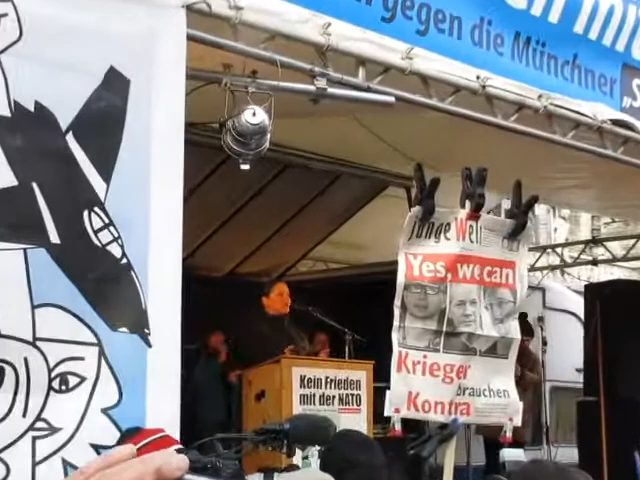 gegen die Münchner
junge Welt
Yes, we can
Krieger
brauchen
Kontra
Kein Frieden
mit der NATO